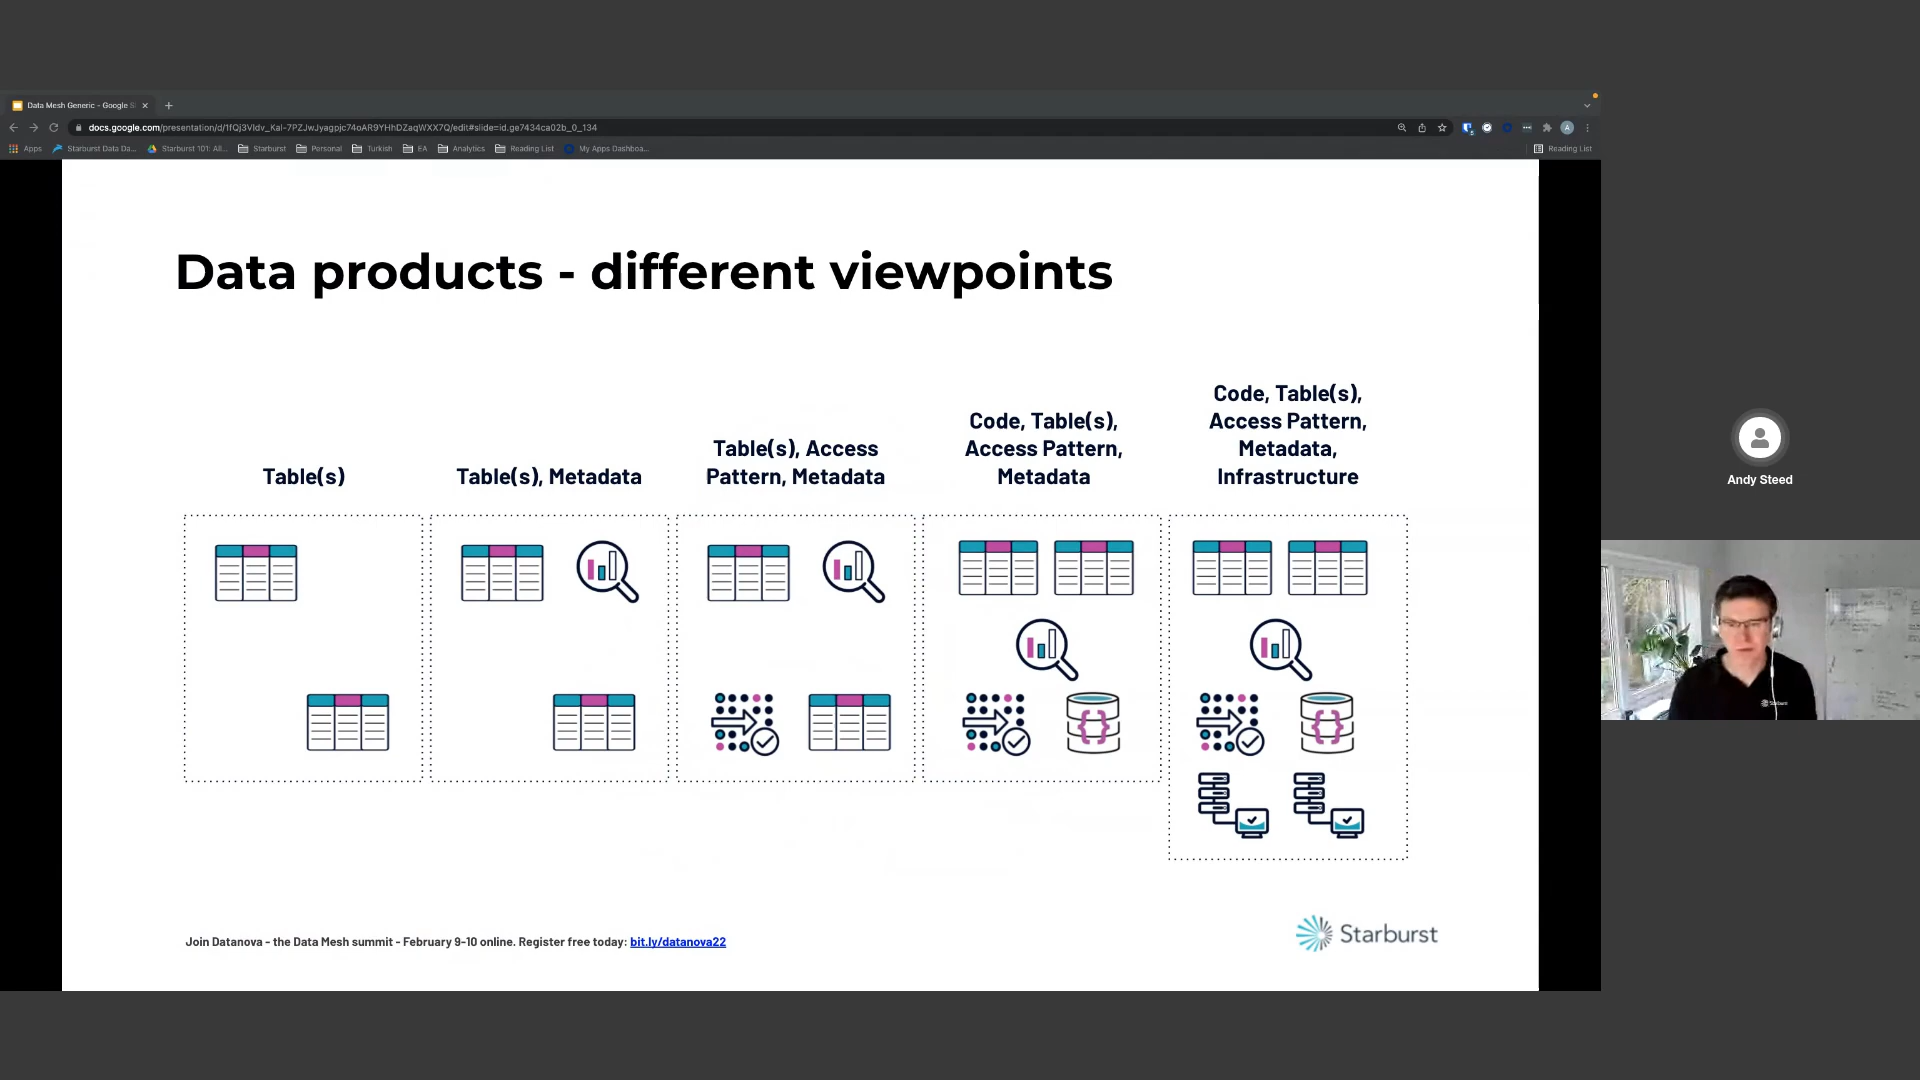 Data Mesh Generic - Google S
docs.google.com/presentation/d/1fQj3VIdv_Kal-7PZJwJyagpjc74oAR9YHhDZaqWXX7Q/edit#slide=id.ge7434ca02b_0_134
Apps Starburst Data Da... Starburst 101: All... Starburst Personal Turkish EA Analytics Reading List My Apps Dashboa... Reading List
Data products - different viewpoints
Table(s)
Table(s), Metadata
Table(s), Access
Pattern, Metadata
Code, Table(s),
Access Pattern,
Metadata
Code, Table(s),
Access Pattern,
Metadata,
Infrastructure
Join Datanova - the Data Mesh summit - February 9-10 online. Register free today: bit.ly/datanova22
Starburst
Andy Steed